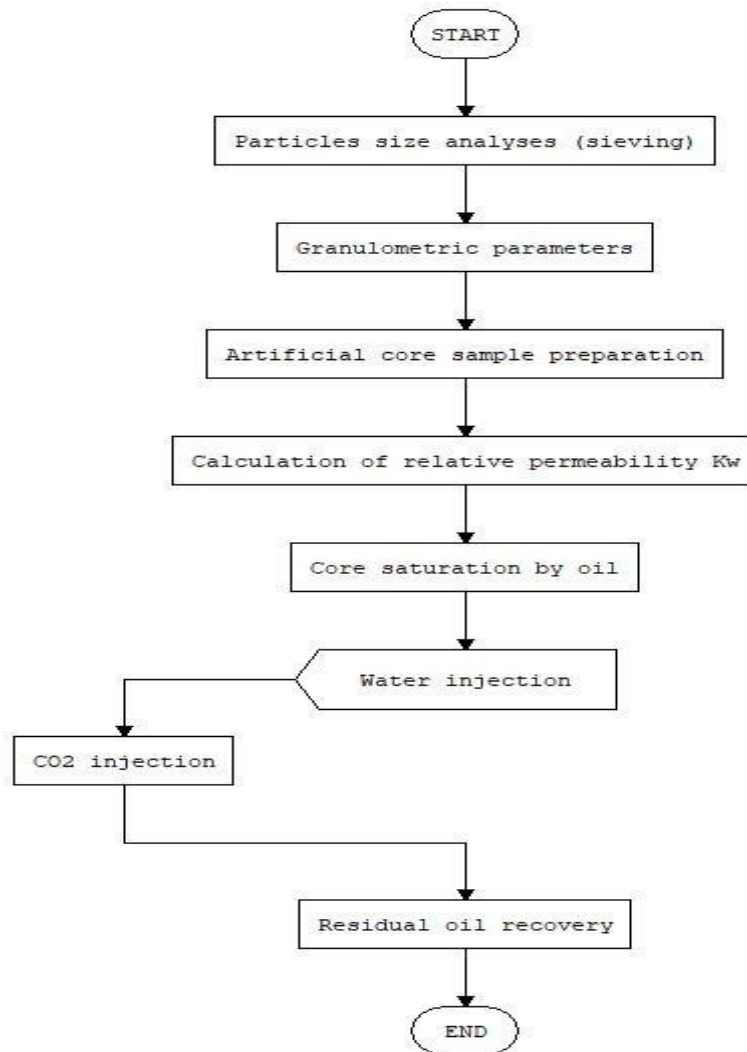 START
Particles size analyses (sieving)
Granulometric parameters
Artificial core sample preparation
Calculation of relative permeability Kw
Core saturation by oil
Water injection
CO2 injection
Residual oil recovery
END